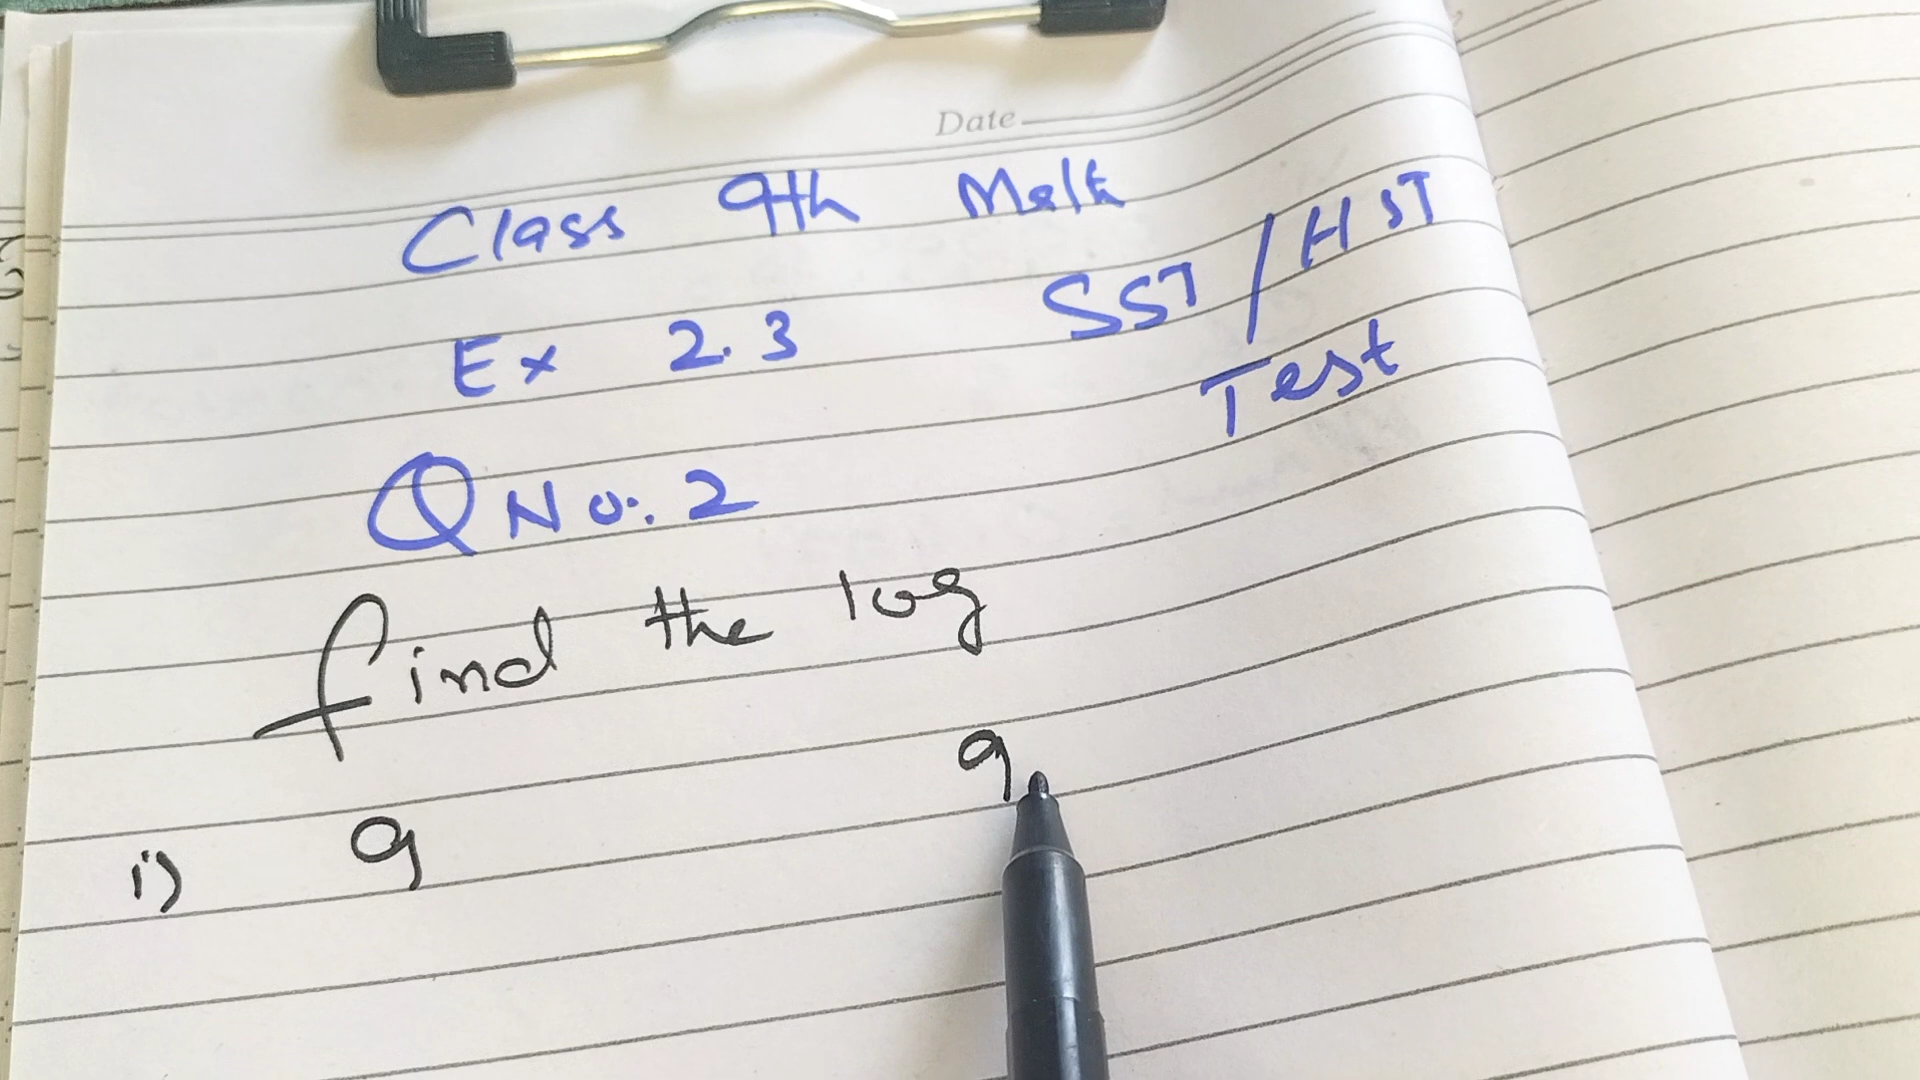 Date
Class 9th Math
SST / HST
Ex 2.3
Test
Q No. 2
find the log
9
i) 9